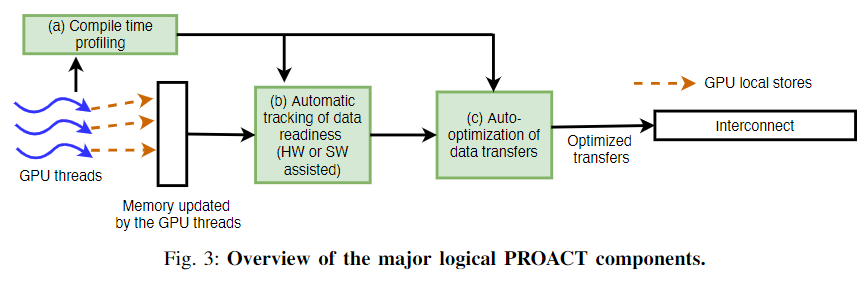 (a) Compile time
profiling
GPU threads
Memory updated
by the GPU threads
(b) Automatic
tracking of data
readiness
(HW or SW
assisted)
(c) Auto-
optimization of
data transfers
Optimized
transfers
GPU local stores
Interconnect
Fig. 3: Overview of the major logical PROACT components.